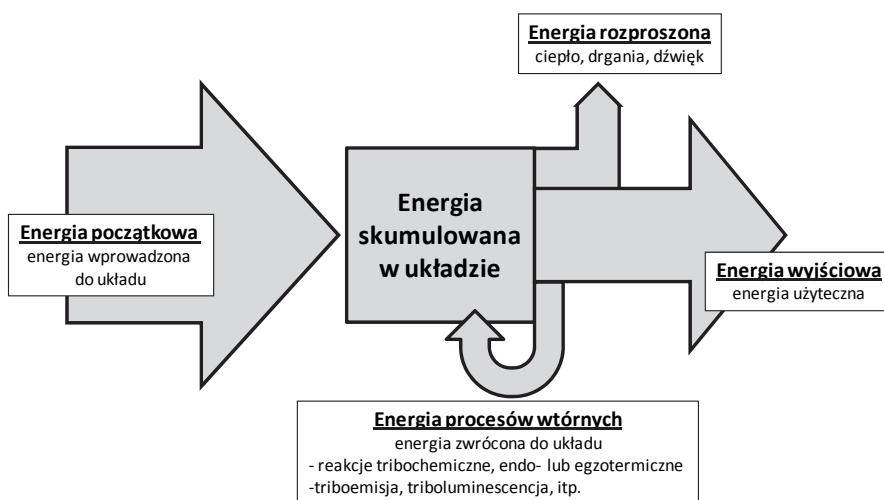 Energia rozproszona
ciepło, drgania, dźwięk
Energia początkowa
energia wprowadzona
do układu
Energia
skumulowana
w układzie
Energia wyjściowa
energia użyteczna
Energia procesów wtórnych
energia zwrócona do układu
- reakcje tribochemiczne, endo- lub egzotermiczne
-triboemisja, triboluminescencja, itp.